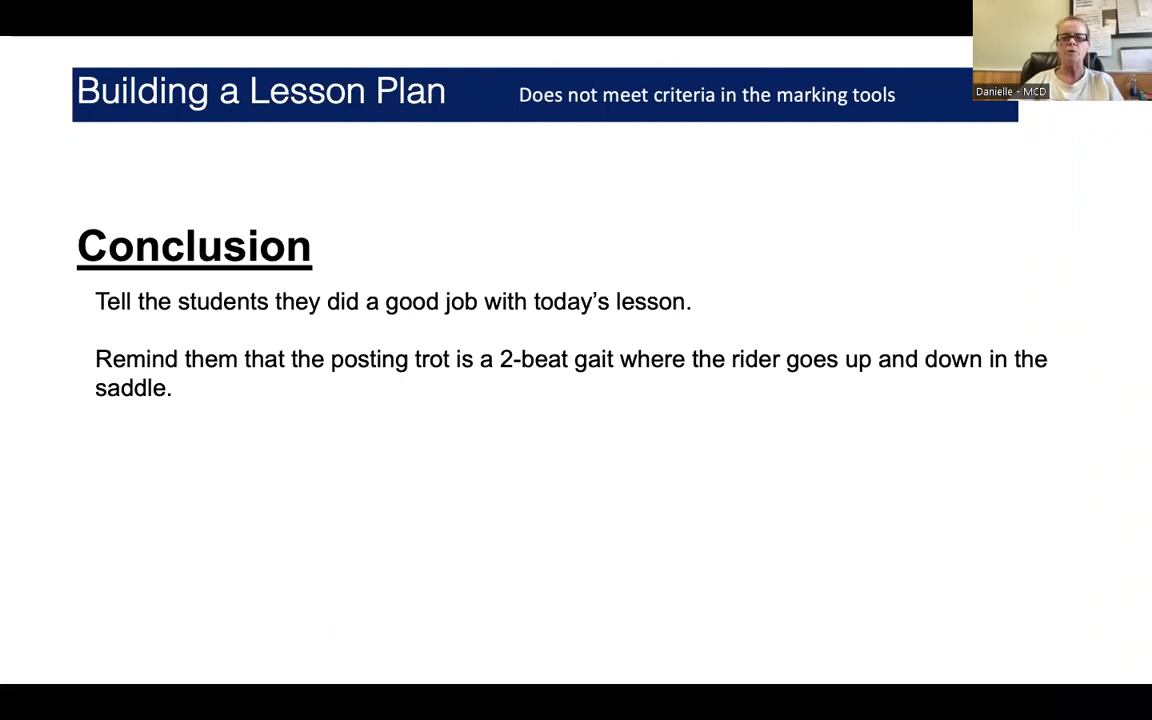 Building a Lesson Plan
Does not meet criteria in the marking tools
Danielle - MCD
Conclusion
Tell the students they did a good job with today’s lesson.
Remind them that the posting trot is a 2-beat gait where the rider goes up and down in the
saddle.